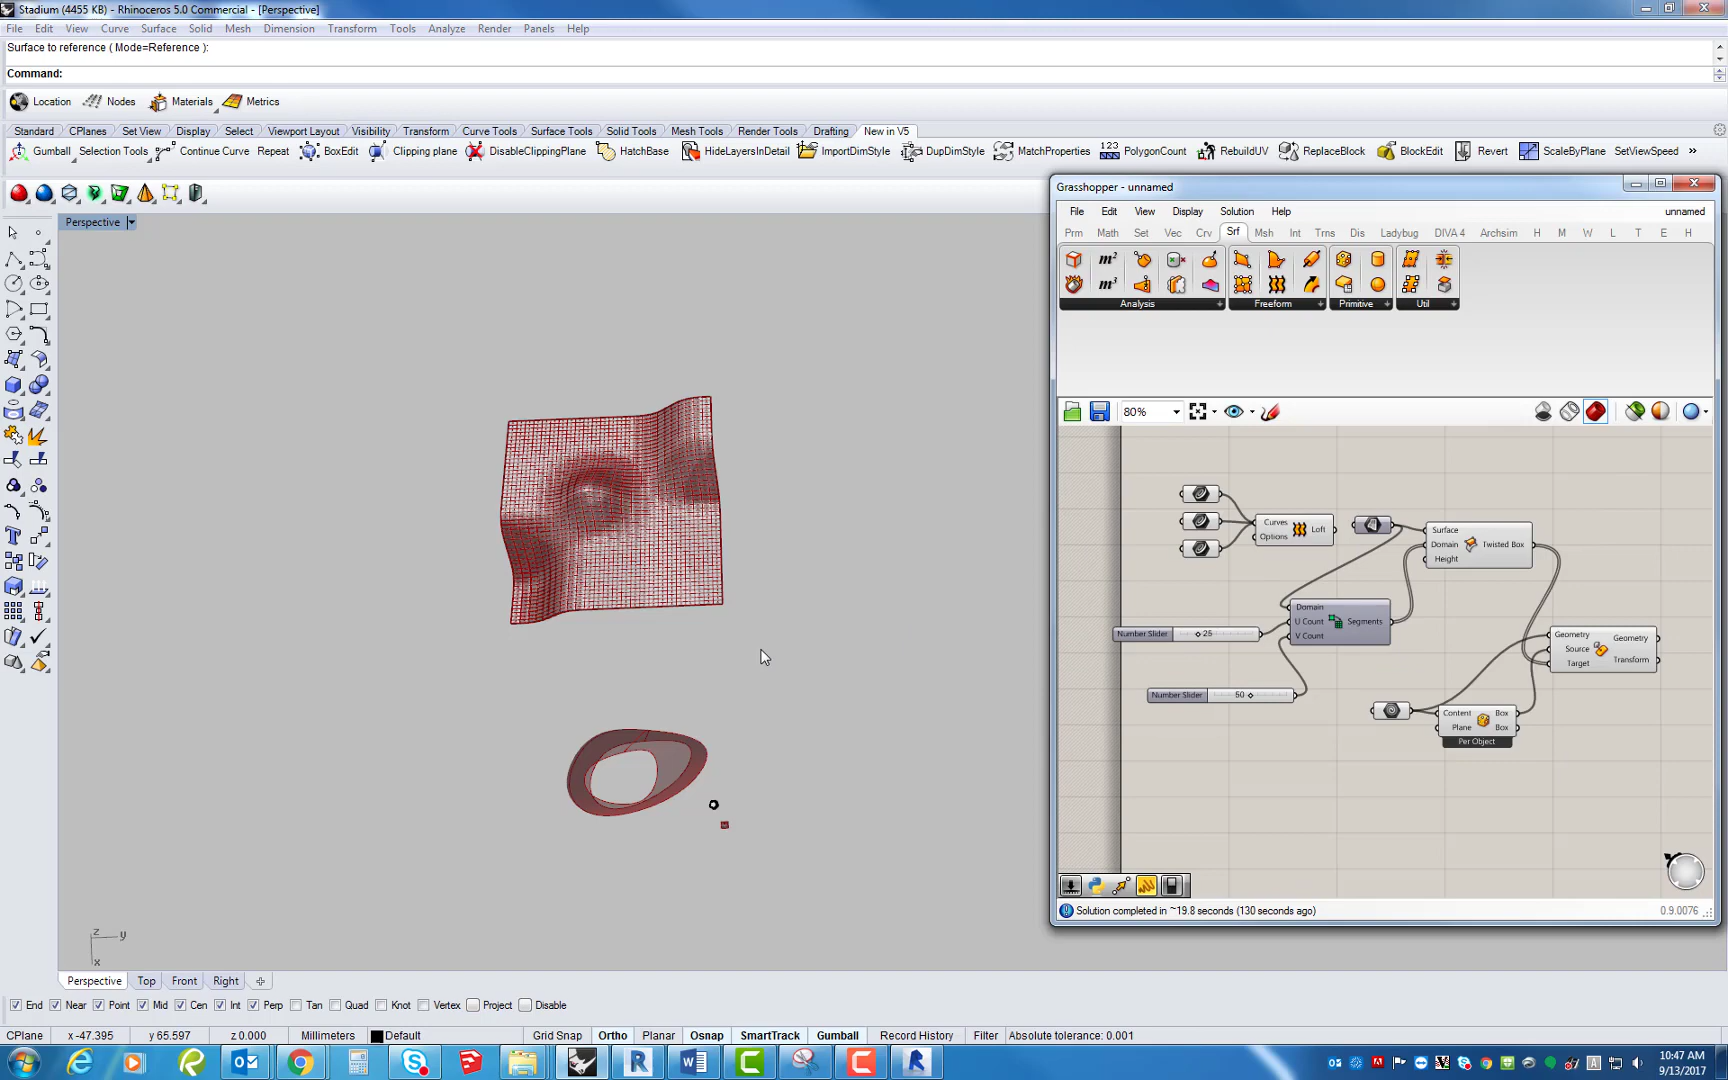 Stadium (4455 KB) - Rhinoceros 5.0 Commercial - [Perspective]
File Edit View Curve Surface Solid Mesh Dimension Transform Tools Analyze Render Panels Help
Surface to reference ( Mode=Reference ):
Command:
Location Nodes Materials Metrics
Standard CPlanes Set View Display Select Viewport Layout Visibility Transform Curve Tools Surface Tools Solid Tools Mesh Tools Render Tools Drafting New in V5
Gumball Selection Tools Continue Curve Repeat BoxEdit Clipping plane DisableClippingPlane HatchBase HideLayersInDetail ImportDimStyle DupDimStyle MatchProperties 123 PolygonCount RebuildUV ReplaceBlock BlockEdit Revert ScaleByPlane SetViewSpeed »
Perspective
Grasshopper - unnamed
File Edit View Display Solution Help unnamed
Prm Math Set Vec Crv Srf Msh Int Trns Dis Ladybug DIVA 4 Archsim H M W L T E H
m²
m³
Analysis Freeform Primitive Util
80%
Curves
Options
Loft
Surface
Domain
Height
Twisted Box
Domain
U Count
V Count
Segments
Number Slider 25
Number Slider 50
Geometry
Source
Target
Geometry
Transform
Content
Plane
Box
Box
Per Object
Solution completed in ~19.8 seconds (130 seconds ago) 0.9.0076
z
y
x
Perspective Top Front Right
End Near Point Mid Cen Int Perp Tan Quad Knot Vertex Project Disable
CPlane x -47.395 y 65.597 z 0.000 Millimeters Default Grid Snap Ortho Planar Osnap SmartTrack Gumball Record History Filter Absolute tolerance: 0.001
10:47 AM
9/13/2017